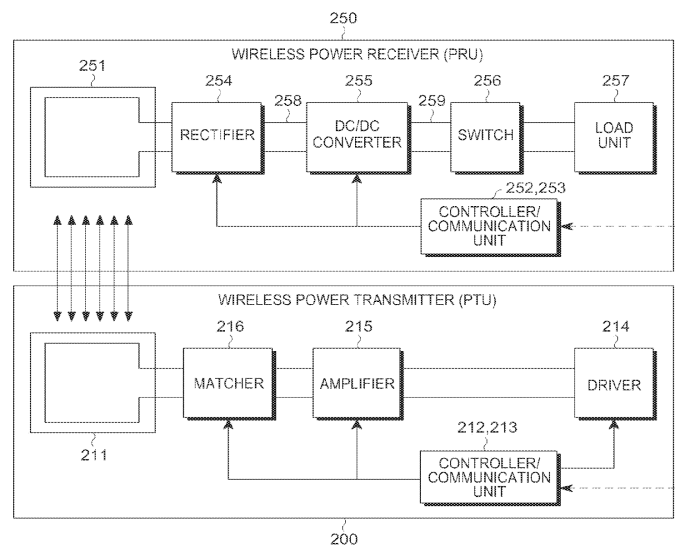 250
WIRELESS POWER RECEIVER (PRU)
251
254
258
255
259
256
257
RECTIFIER
DC/DC
CONVERTER
SWITCH
LOAD
UNIT
252,253
CONTROLLER/
COMMUNICATION
UNIT
WIRELESS POWER TRANSMITTER (PTU)
216
215
214
MATCHER
AMPLIFIER
DRIVER
211
212,213
CONTROLLER/
COMMUNICATION
UNIT
200